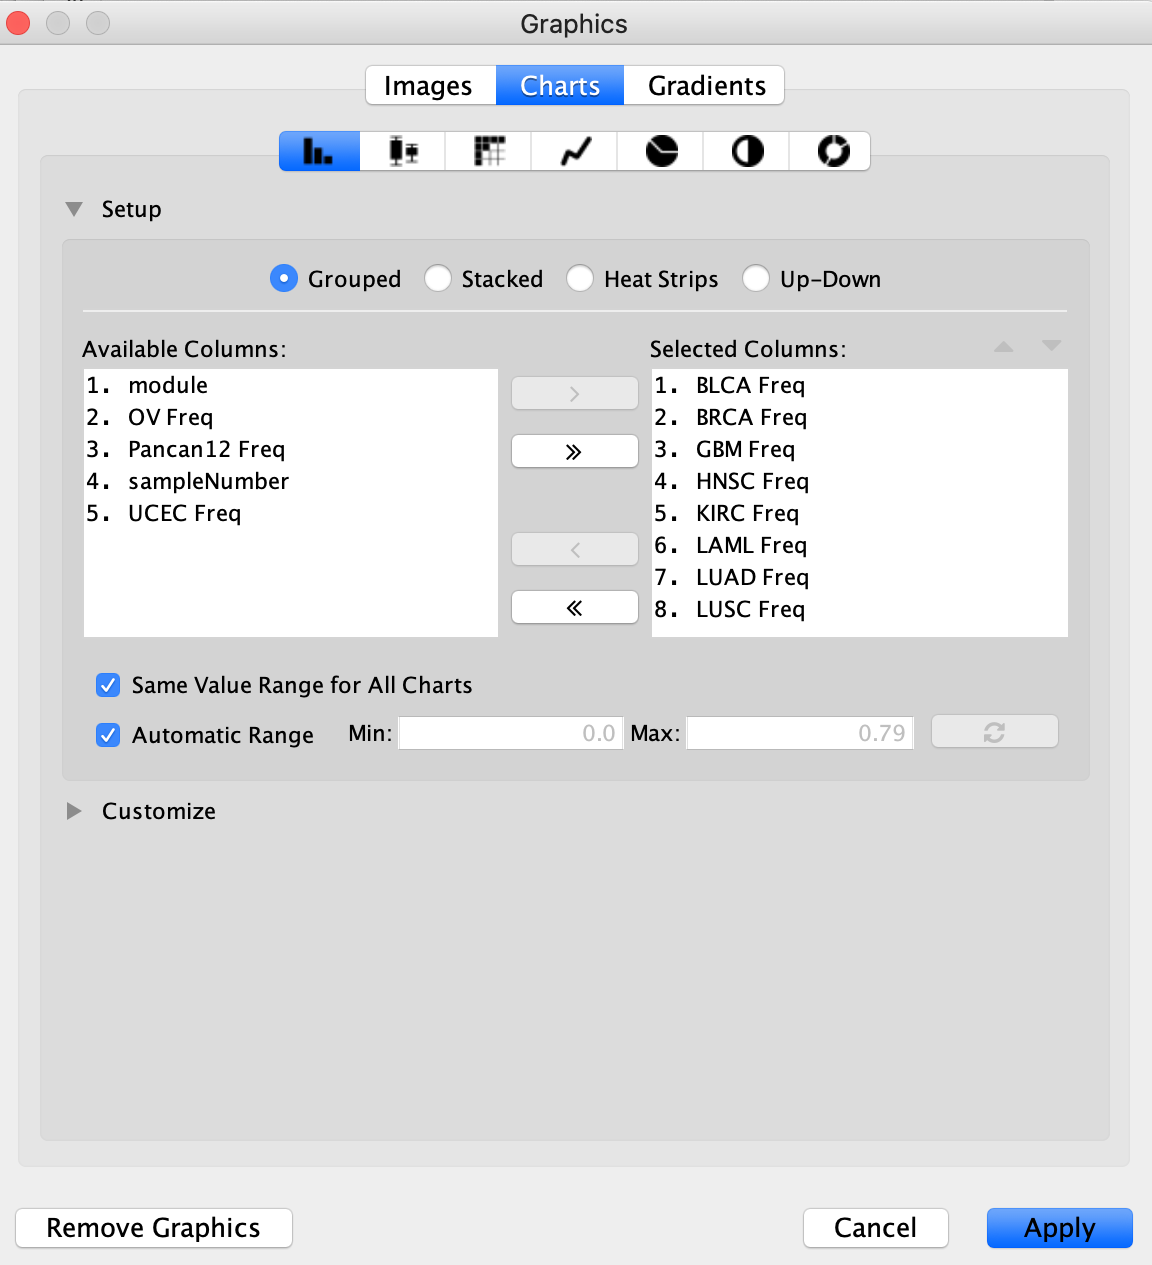 Graphics
Images Charts Gradients
Setup
Grouped Stacked Heat Strips Up-Down
Available Columns: Selected Columns:
1. module
2. OV Freq
3. Pancan12 Freq
4. sampleNumber
5. UCEC Freq
> 
»
<
«
1. BLCA Freq
2. BRCA Freq
3. GBM Freq
4. HNSC Freq
5. KIRC Freq
6. LAML Freq
7. LUAD Freq
8. LUSC Freq
Same Value Range for All Charts
Automatic Range Min: 0.0 Max: 0.79
Customize
Remove Graphics Cancel Apply